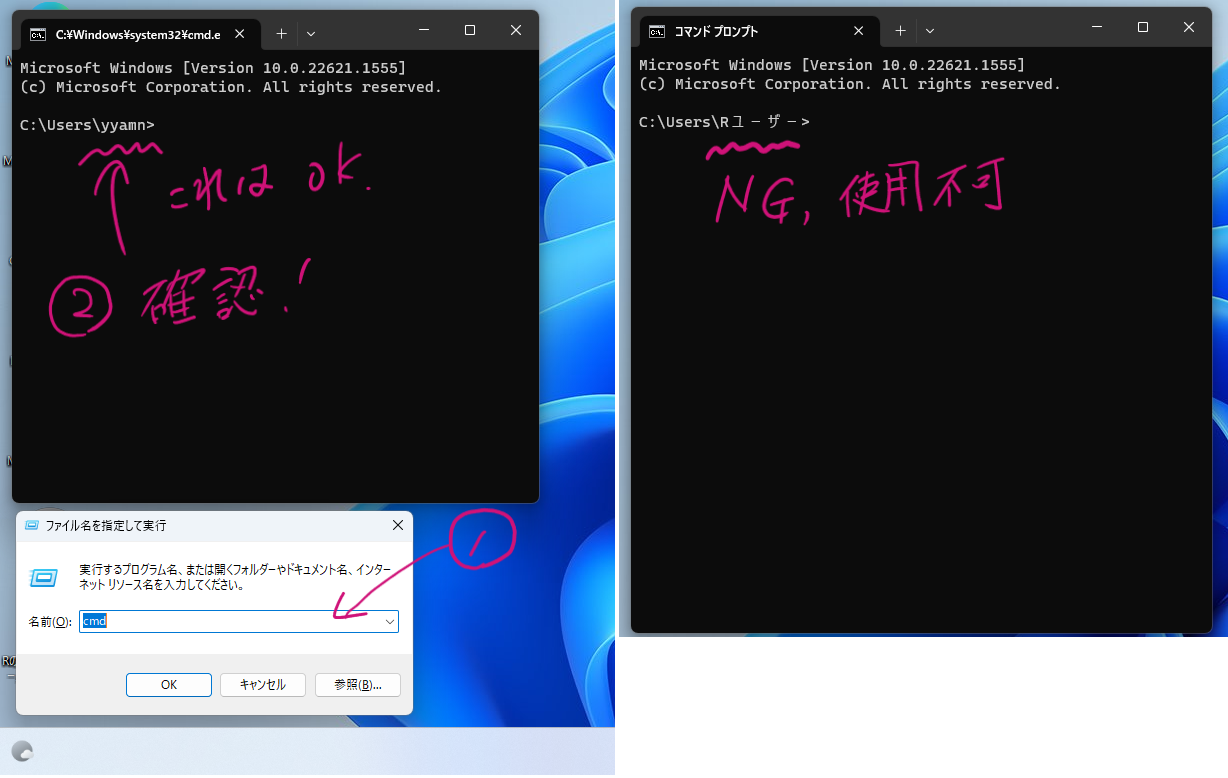 C:¥Windows¥system32¥cmd.e
Microsoft Windows [Version 10.0.22621.1555]
(c) Microsoft Corporation. All rights reserved.
C:\Users\yyamn>
これは OK.
② 確認!
ファイル名を指定して実行
①
実行するプログラム名、または開くフォルダーやドキュメント名、インター
ネット リソース名を入力してください。
名前(O):
cmd
OK
キャンセル
参照(B)...
コマンド プロンプト
Microsoft Windows [Version 10.0.22621.1555]
(c) Microsoft Corporation. All rights reserved.
C:\Users\Rユーザー>
NG, 使用不可